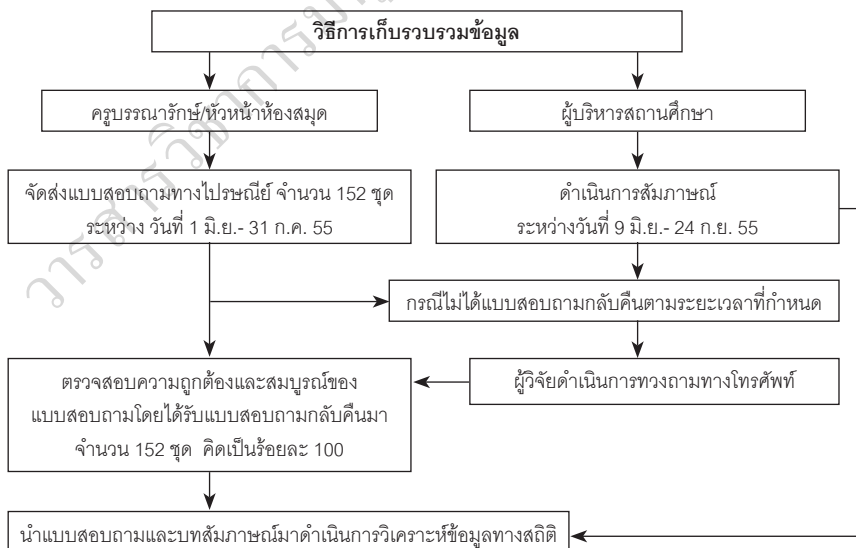 วิธีการเก็บรวบรวมข้อมูล
ครูบรรณารักษ์/หัวหน้าห้องสมุด
ผู้บริหารสถานศึกษา
จัดส่งแบบสอบถามทางไปรษณีย์ จำนวน 152 ชุด
ระหว่าง วันที่ 1 มิ.ย.- 31 ก.ค. 55
ดำเนินการสัมภาษณ์
ระหว่างวันที่ 9 มิ.ย.- 24 ก.ย. 55
กรณีไม่ได้แบบสอบถามกลับคืนตามระยะเวลาที่กำหนด
ผู้วิจัยดำเนินการทวงถามทางโทรศัพท์
ตรวจสอบความถูกต้องและสมบูรณ์ของ
แบบสอบถามโดยได้รับแบบสอบถามกลับคืนมา
จำนวน 152 ชุด คิดเป็นร้อยละ 100
นำแบบสอบถามและบทสัมภาษณ์มาดำเนินการวิเคราะห์ข้อมูลทางสถิติ
วารสารวิชาการ